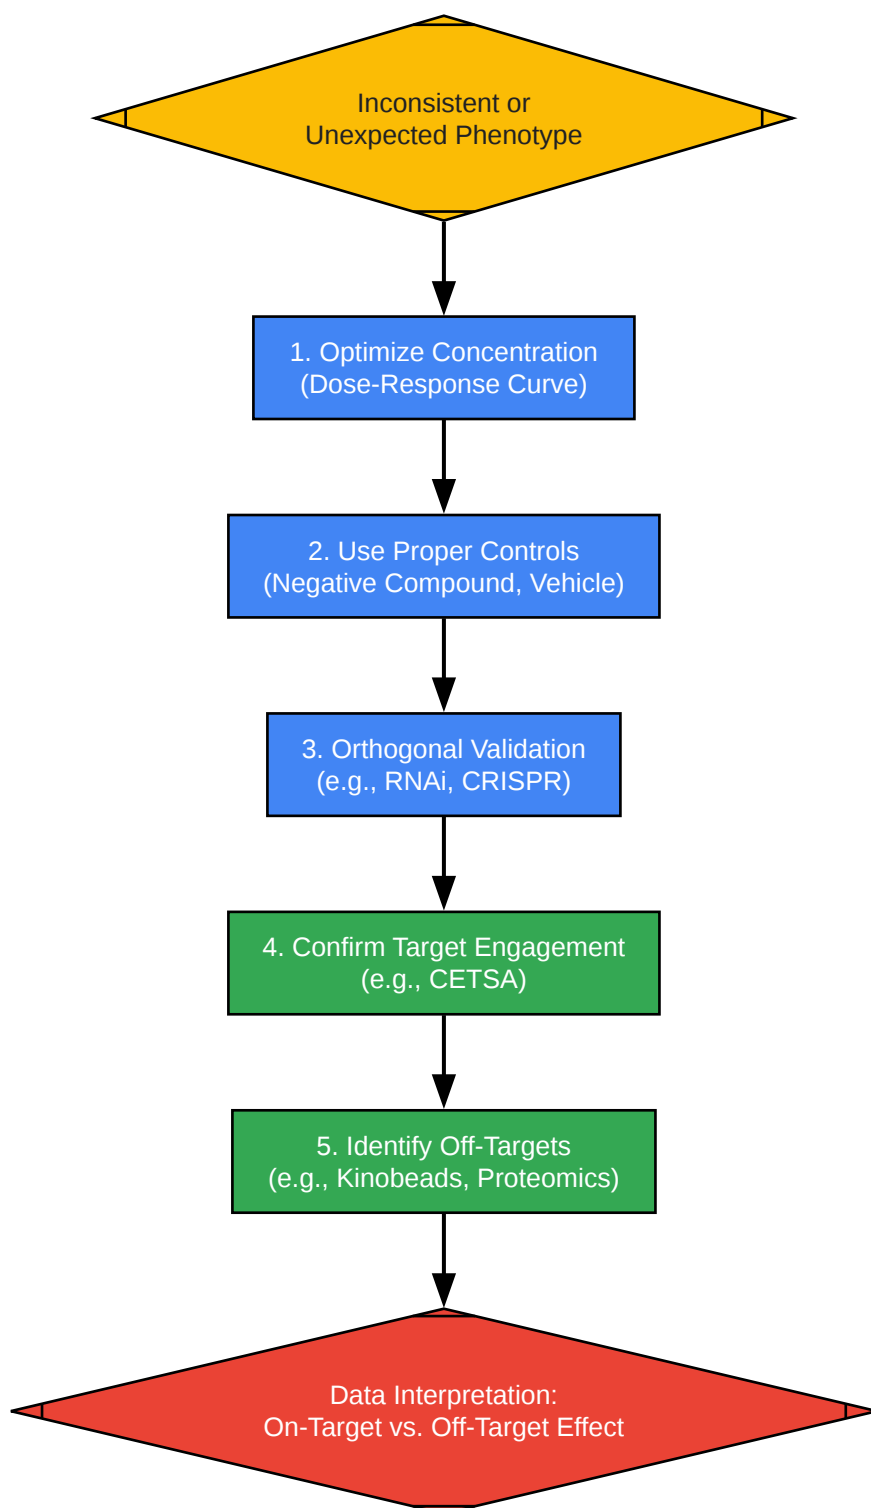 Inconsistent or
Unexpected Phenotype
1. Optimize Concentration
(Dose-Response Curve)
2. Use Proper Controls
(Negative Compound, Vehicle)
3. Orthogonal Validation
(e.g., RNAi, CRISPR)
4. Confirm Target Engagement
(e.g., CETSA)
5. Identify Off-Targets
(e.g., Kinobeads, Proteomics)
Data Interpretation:
On-Target vs. Off-Target Effect